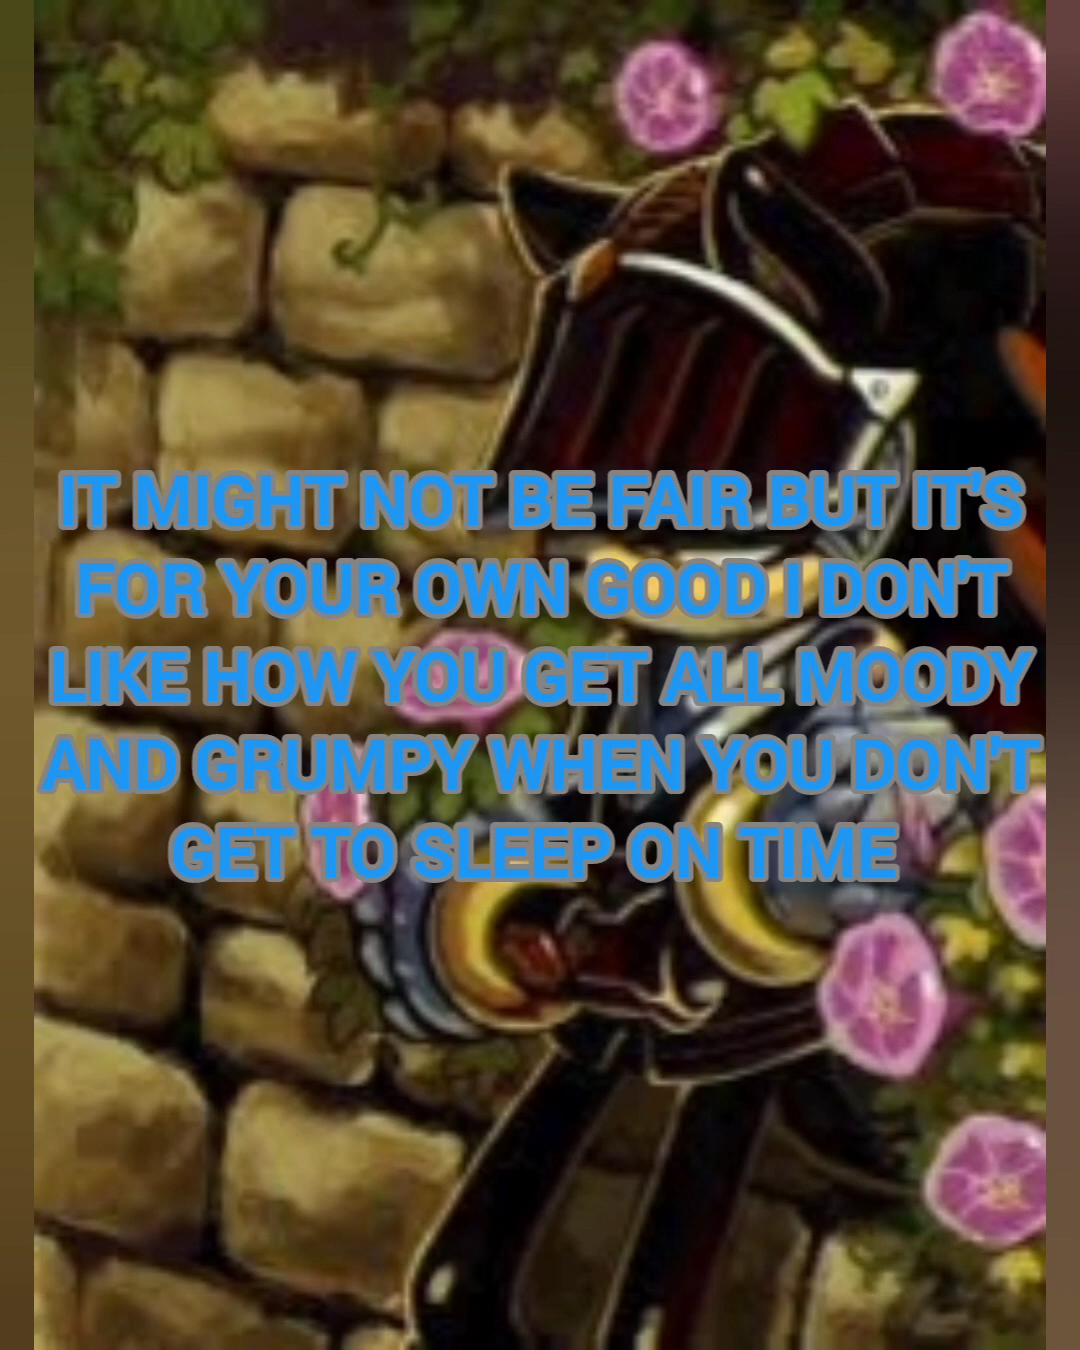 IT MIGHT NOT BE FAIR BUT IT'S
FOR YOUR OWN GOOD I DON'T
LIKE HOW YOU GET ALL MOODY
AND GRUMPY WHEN YOU DON'T
GET TO SLEEP ON TIME